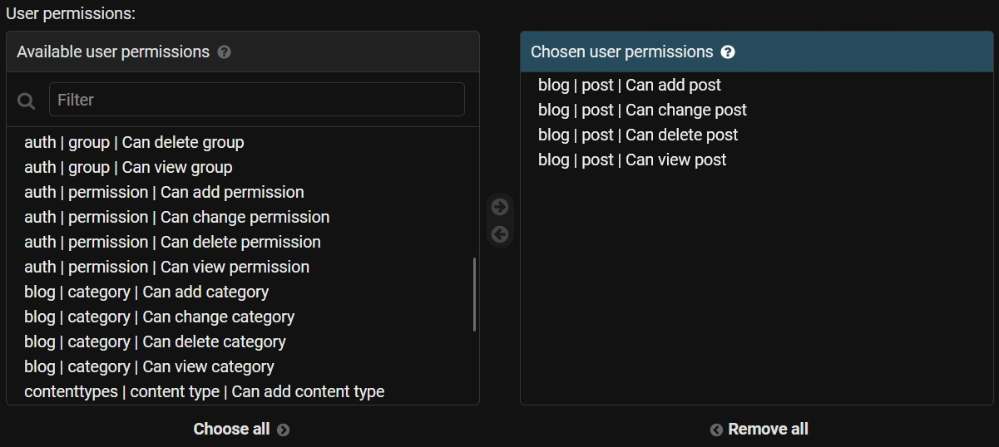 User permissions:
Available user permissions ?
Filter
auth | group | Can delete group
auth | group | Can view group
auth | permission | Can add permission
auth | permission | Can change permission
auth | permission | Can delete permission
auth | permission | Can view permission
blog | category | Can add category
blog | category | Can change category
blog | category | Can delete category
blog | category | Can view category
contenttypes | content type | Can add content type
Choose all
Chosen user permissions ?
blog | post | Can add post
blog | post | Can change post
blog | post | Can delete post
blog | post | Can view post
Remove all